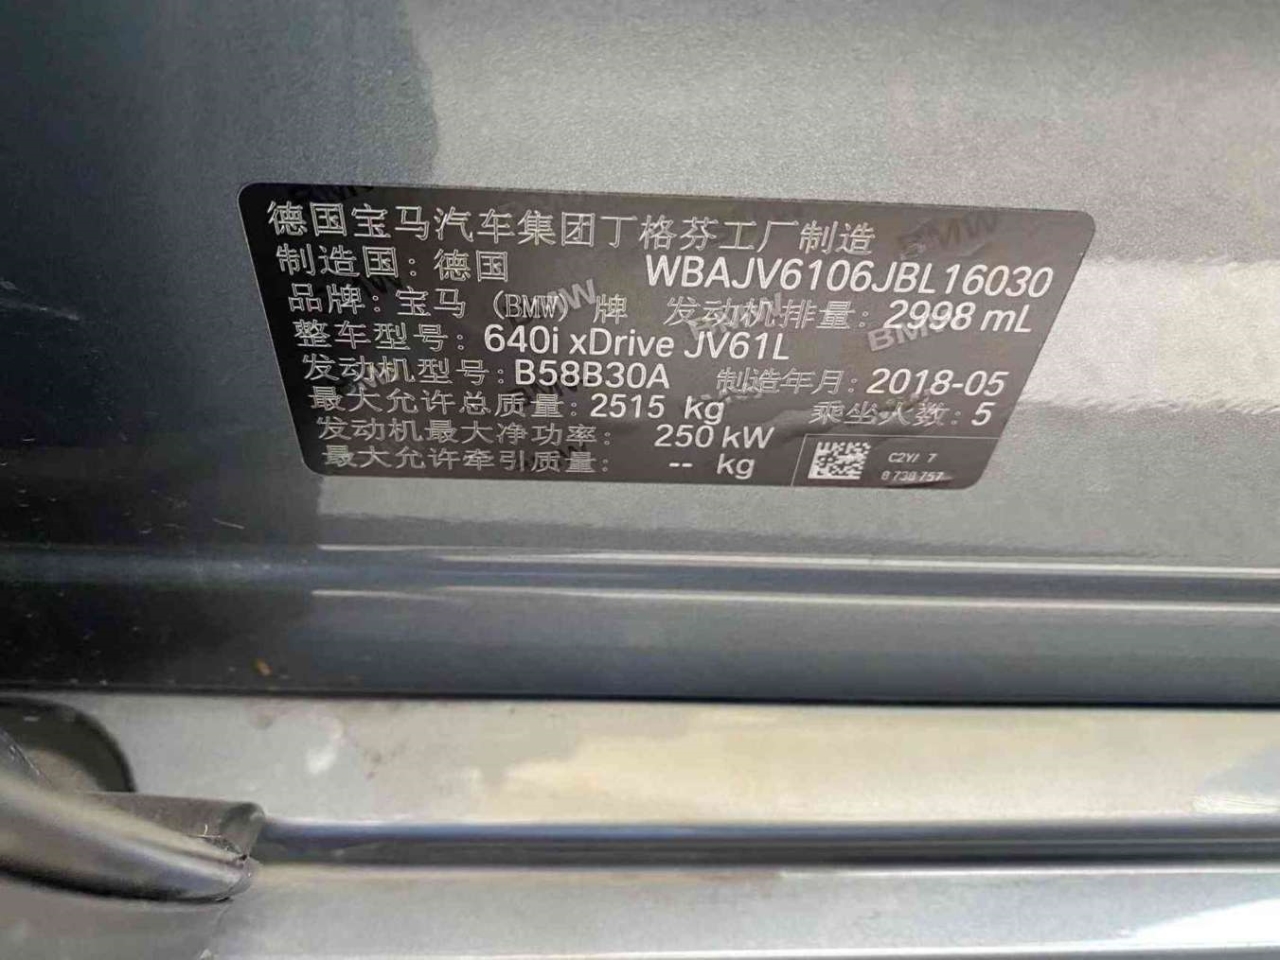 德国宝马汽车集团丁格芬工厂制造
制造国：德国 WBAJV6106JBL16030
品牌：宝马（BMW）牌 发动机排量：2998 mL
整车型号：640i xDrive JV61L
发动机型号：B58B30A 制造年月：2018-05
最大允许总质量：2515 kg 乘坐人数：5
发动机最大净功率： 250 kW
最大允许牵引质量： -- kg
C2Y/ 7
8 738 757